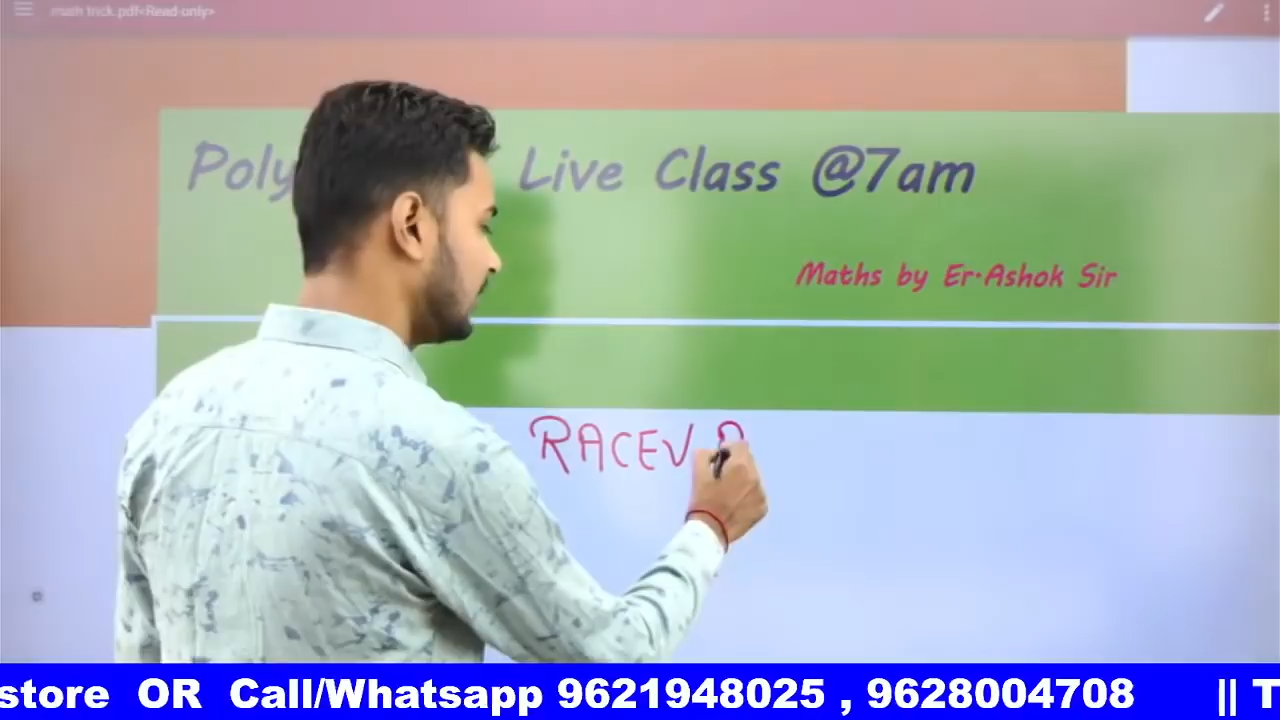 math trick.pdf<Read-only>
Poly Live Class @7am
Maths by Er.Ashok Sir
RACEV
store OR Call/Whatsapp 9621948025 , 9628004708 || T